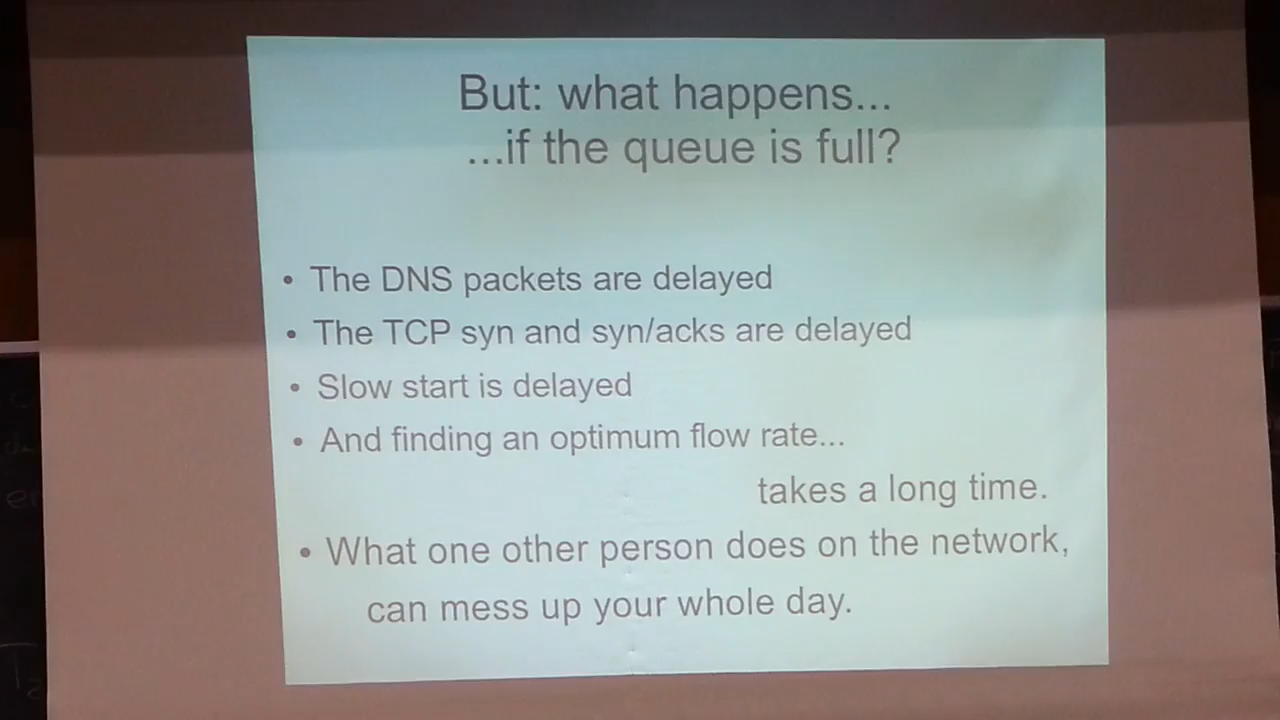 But: what happens...
...if the queue is full?
• The DNS packets are delayed
• The TCP syn and syn/acks are delayed
• Slow start is delayed
• And finding an optimum flow rate...
takes a long time.
• What one other person does on the network,
can mess up your whole day.